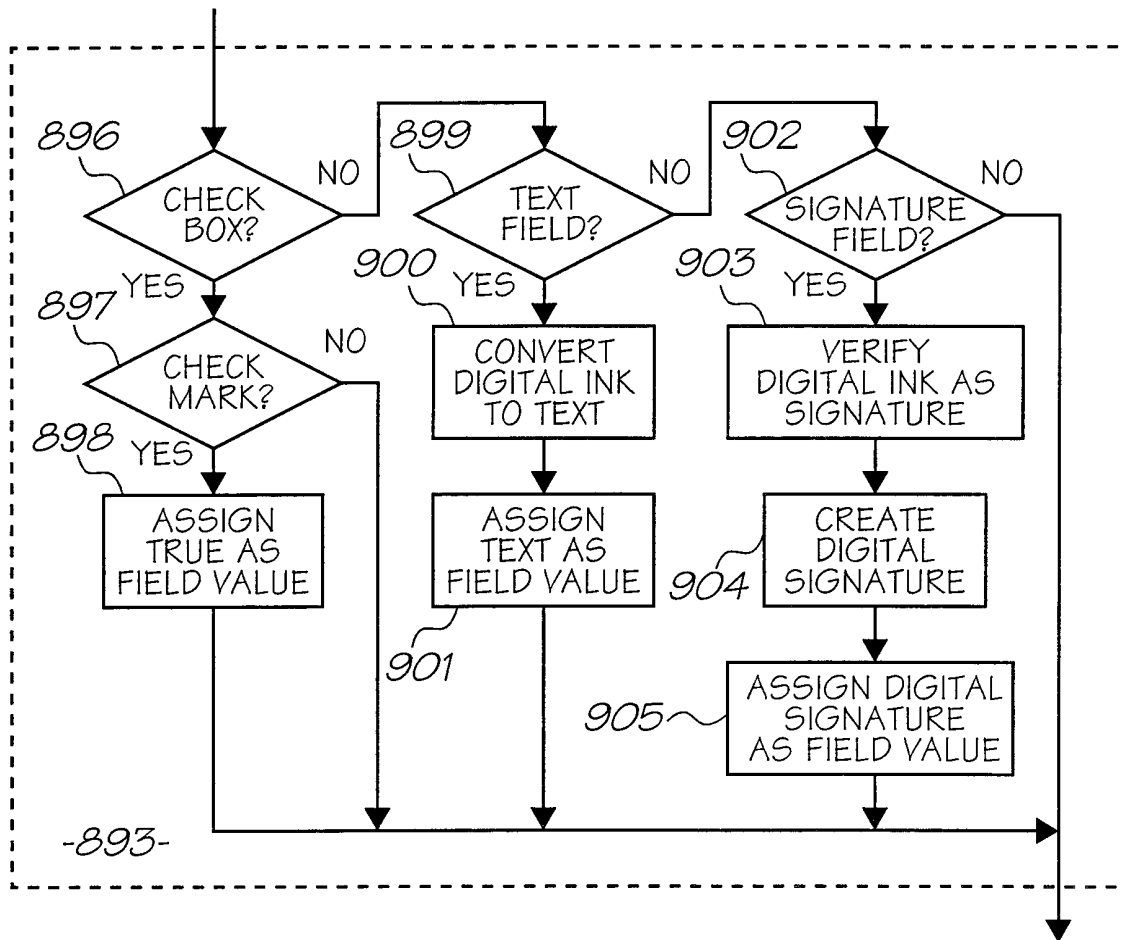 896
CHECK
BOX?
NO
YES
897
CHECK
MARK?
NO
898
YES
ASSIGN
TRUE AS
FIELD VALUE
899
TEXT
FIELD?
NO
900
YES
CONVERT
DIGITAL INK
TO TEXT
ASSIGN
TEXT AS
FIELD VALUE
901
902
SIGNATURE
FIELD?
NO
903
YES
VERIFY
DIGITAL INK AS
SIGNATURE
CREATE
DIGITAL
SIGNATURE
904
905
ASSIGN DIGITAL
SIGNATURE
AS FIELD VALUE
-893-